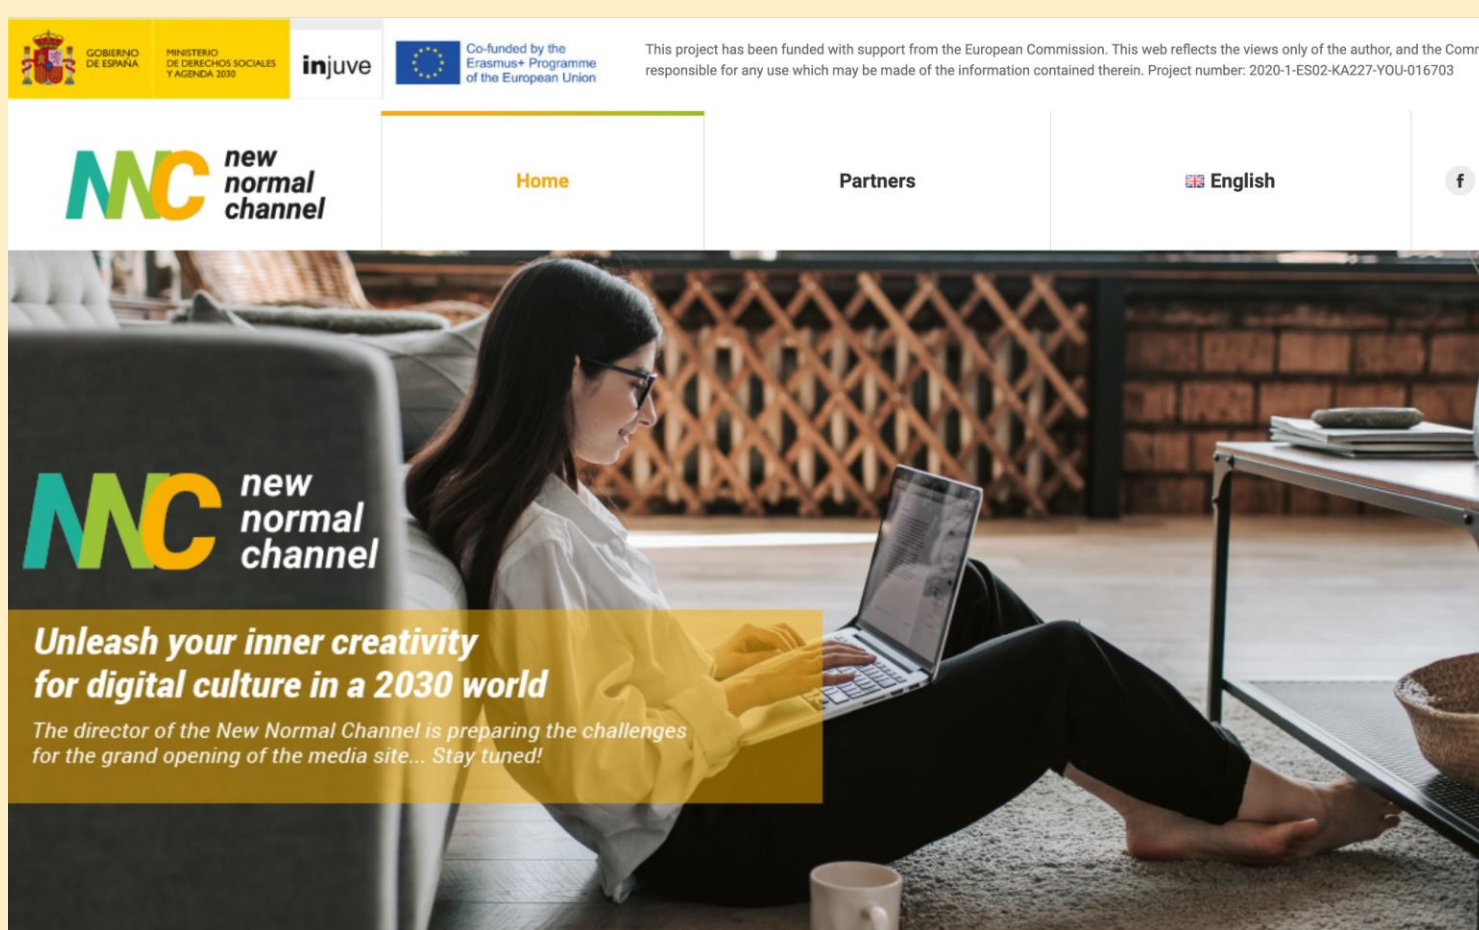 GOBIERNO
DE ESPAÑA
MINISTERIO
DE DERECHOS SOCIALES
Y AGENDA 2030
injuve
Co-funded by the
Erasmus+ Programme
of the European Union
This project has been funded with support from the European Commission. This web reflects the views only of the author, and the
responsible for any use which may be made of the information contained therein. Project number: 2020-1-ES02-KA227-YOU-016703
NNC
new
normal
channel
Home
Partners
English
f
NNC
new
normal
channel
Unleash your inner creativity
for digital culture in a 2030 world
The director of the New Normal Channel is preparing the challenges
for the grand opening of the media site... Stay tuned!